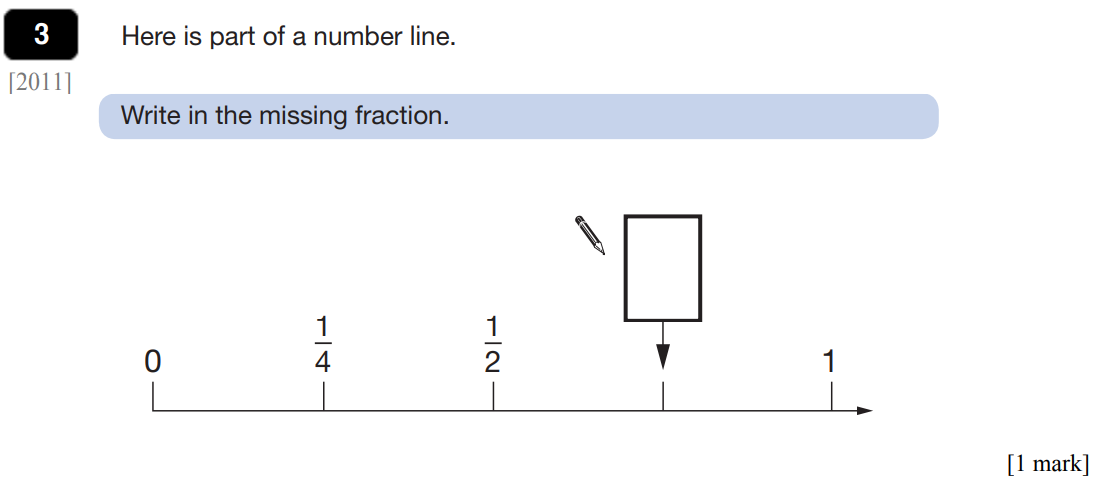 3
Here is part of a number line.
[2011]
Write in the missing fraction.
0
1/4
1/2
1
[1 mark]